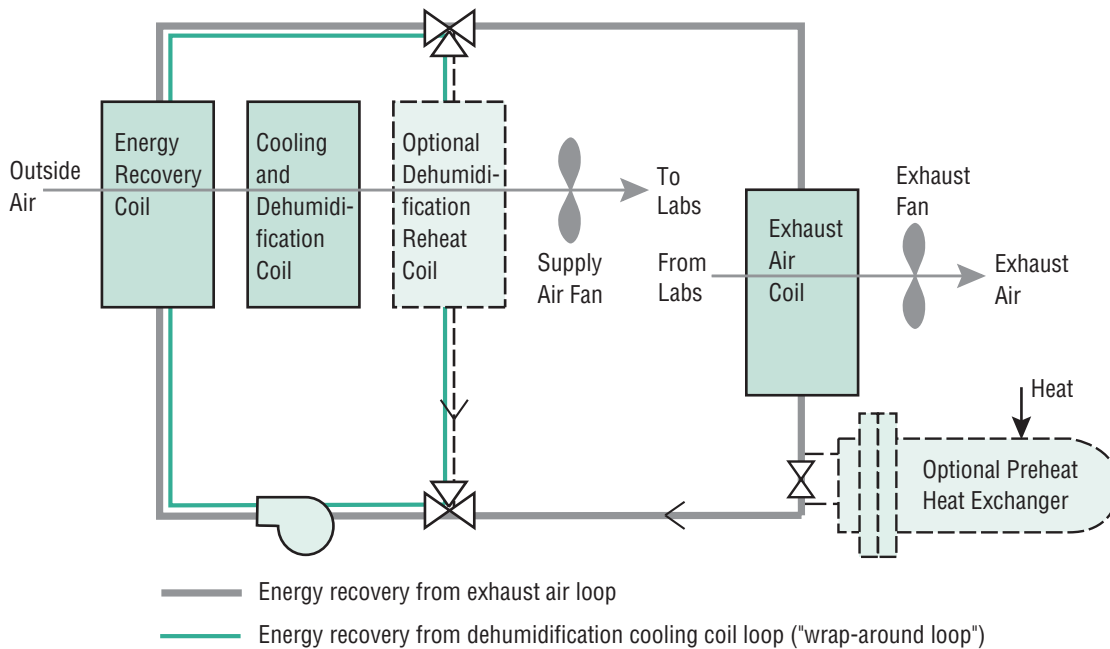 Energy
Recovery
Coil
Cooling
and
Dehumidi-
fication
Coil
Optional
Dehumidi-
fication
Reheat
Coil
Outside
Air
To
Labs
Supply
Air Fan
From
Labs
Exhaust
Air
Coil
Exhaust
Fan
Exhaust
Air
Heat
Optional Preheat
Heat Exchanger
Energy recovery from exhaust air loop
Energy recovery from dehumidification cooling coil loop ("wrap-around loop")